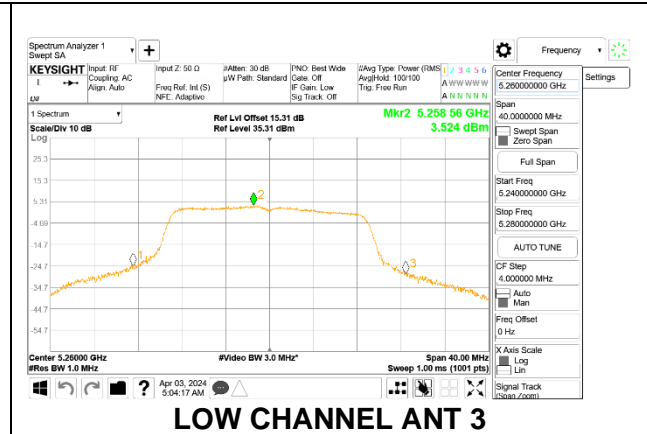 Spectrum Analyzer 1
Swept SA
+
Frequency
KEYSIGHT
Input: RF
Coupling: AC
Align: Auto
Input Z: 50 Ω
Freq Ref: Int (S)
NFE: Adaptive
#Atten: 30 dB
µW Path: Standard
PNO: Best Wide
Gate: Off
IF Gain: Low
Sig Track: Off
#Avg Type: Power (RMS
Avg|Hold: 100/100
Trig: Free Run
1 2 3 4 5 6
A W W W W W
A N N N N N
LXI
Center Frequency
5.260000000 GHz
Settings
Span
40.0000000 MHz
Swept Span
Zero Span
Full Span
Start Freq
5.240000000 GHz
Stop Freq
5.280000000 GHz
AUTO TUNE
CF Step
4.000000 MHz
Auto
Man
Freq Offset
0 Hz
X Axis Scale
Log
Lin
Signal Track
(Span Zoom)
1 Spectrum
Scale/Div 10 dB
Log
Ref Lvl Offset 15.31 dB
Ref Level 35.31 dBm
Mkr2 5.258 56 GHz
3.524 dBm
25.3
15.3
5.31
-4.69
-14.7
-24.7
-34.7
-44.7
-54.7
1
2
3
Center 5.26000 GHz
#Res BW 1.0 MHz
#Video BW 3.0 MHz*
Span 40.00 MHz
Sweep 1.00 ms (1001 pts)
?
Apr 03, 2024
5:04:17 AM
LOW CHANNEL ANT 3